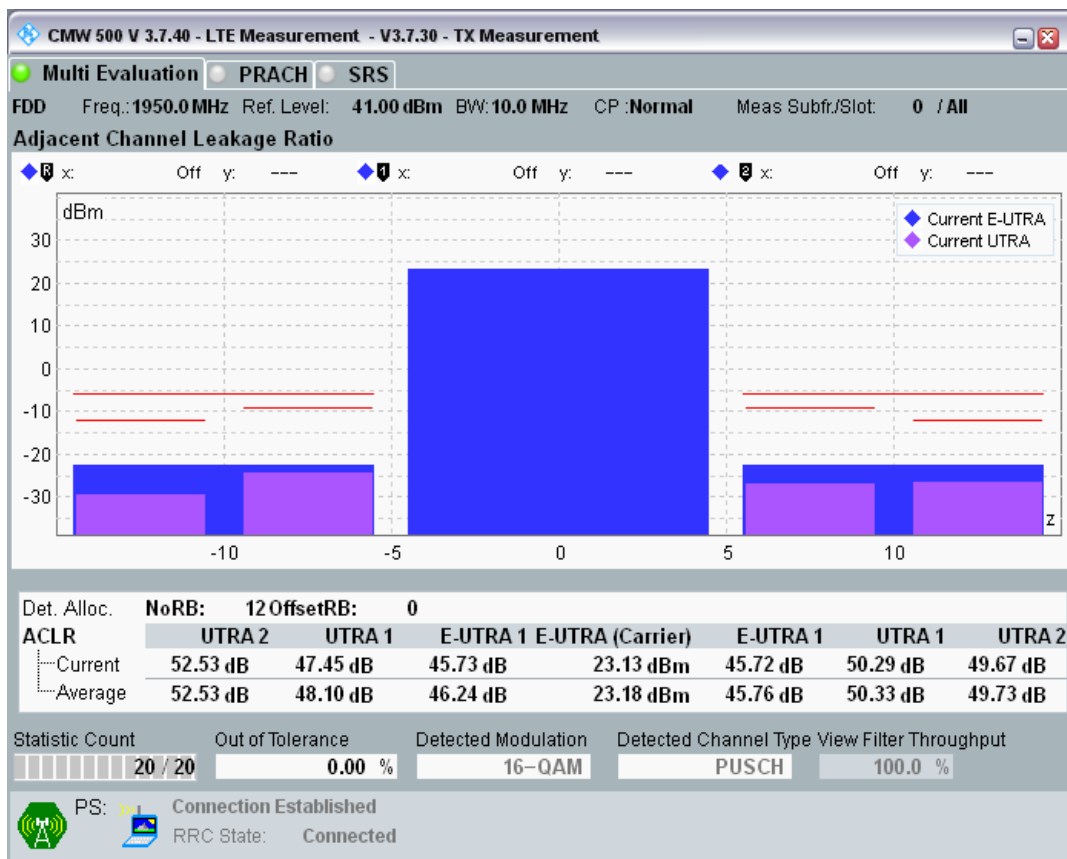 CMW 500 V 3.7.40 - LTE Measurement - V3.7.30 - TX Measurement
Multi Evaluation PRACH SRS
FDD Freq.:1950.0 MHz Ref. Level: 41.00 dBm BW:10.0 MHz CP :Normal Meas Subfr./Slot: 0 / All
Adjacent Channel Leakage Ratio
R x: Off y: --- 1 x: Off y: --- 2 x: Off y: ---
dBm
Current E-UTRA
Current UTRA
30
20
10
0
-10
-20
-30
z
-10 -5 0 5 10
Det. Alloc. NoRB: 12 OffsetRB: 0
ACLR UTRA 2 UTRA 1 E-UTRA 1 E-UTRA (Carrier) E-UTRA 1 UTRA 1 UTRA 2
Current 52.53 dB 47.45 dB 45.73 dB 23.13 dBm 45.72 dB 50.29 dB 49.67 dB
Average 52.53 dB 48.10 dB 46.24 dB 23.18 dBm 45.76 dB 50.33 dB 49.73 dB
Statistic Count Out of Tolerance Detected Modulation Detected Channel Type View Filter Throughput
20 / 20 0.00 % 16-QAM PUSCH 100.0 %
PS: Connection Established
RRC State: Connected